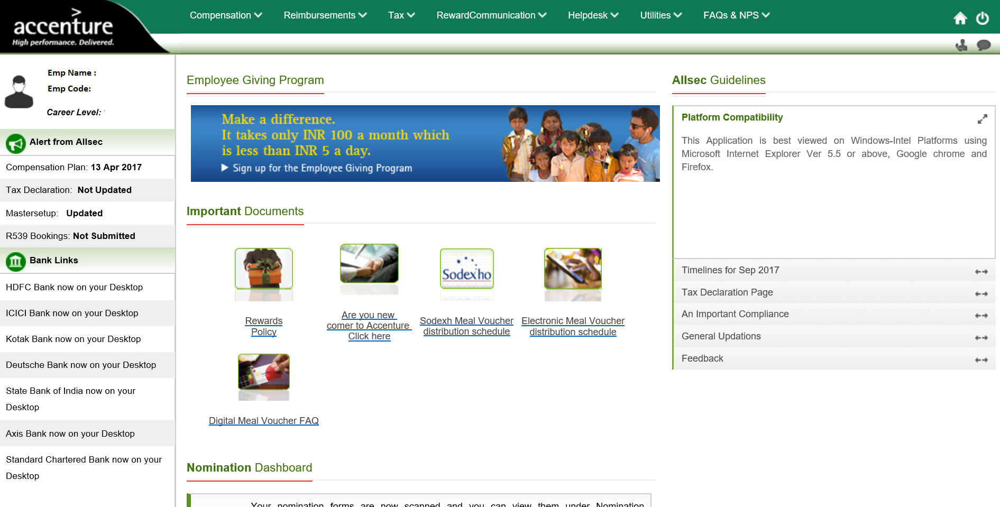 accenture
High performance. Delivered.
Compensation
Reimbursements
Tax
RewardCommunication
Helpdesk
Utilities
FAQs & NPS
Emp Name :
Emp Code:
Career Level:
Alert from Allsec
Compensation Plan: 13 Apr 2017
Tax Declaration: Not Updated
Mastersetup: Updated
R539 Bookings: Not Submitted
Bank Links
HDFC Bank now on your Desktop
ICICI Bank now on your Desktop
Kotak Bank now on your Desktop
Deutsche Bank now on your Desktop
State Bank of India now on your
Desktop
Axis Bank now on your Desktop
Standard Chartered Bank now on your
Desktop
Employee Giving Program
Make a difference.
It takes only INR 100 a month which
is less than INR 5 a day.
Sign up for the Employee Giving Program
Important Documents
Rewards
Policy
Are you new
comer to Accenture
Click here
Sodex'ho
Sodexh Meal Voucher
distribution schedule
Electronic Meal Voucher
distribution schedule
Digital Meal Voucher FAQ
Nomination Dashboard
Your nomination forms are now scanned and you can view them under Nomination
Allsec Guidelines
Platform Compatibility
This Application is best viewed on Windows-Intel Platforms using
Microsoft Internet Explorer Ver 5.5 or above, Google chrome and
Firefox.
Timelines for Sep 2017
Tax Declaration Page
An Important Compliance
General Updations
Feedback